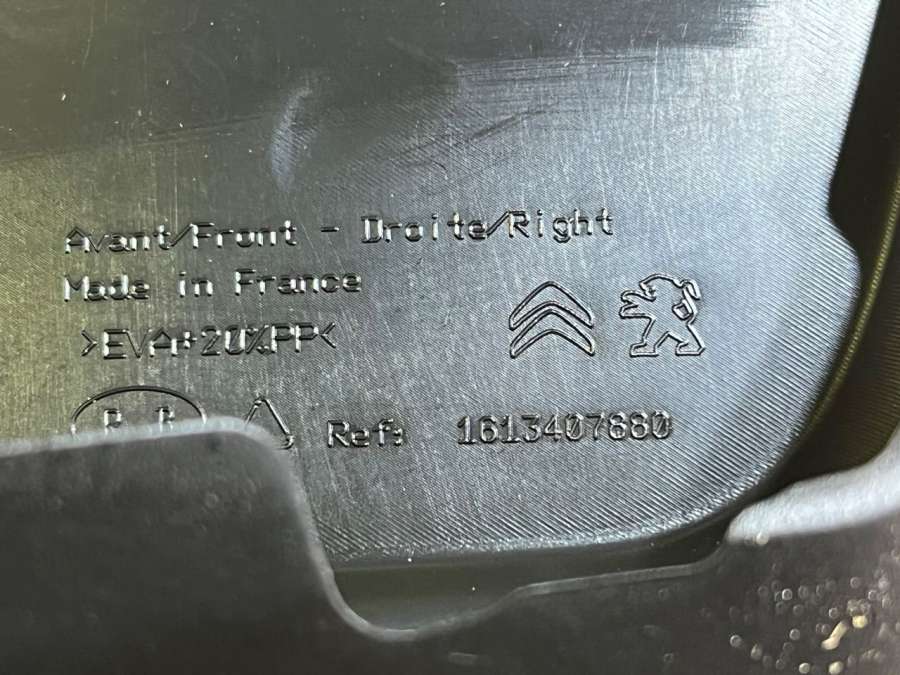 Avant/Front - Droite/Right
Made in France
>EVA+20%PP<
Ref: 1613407880